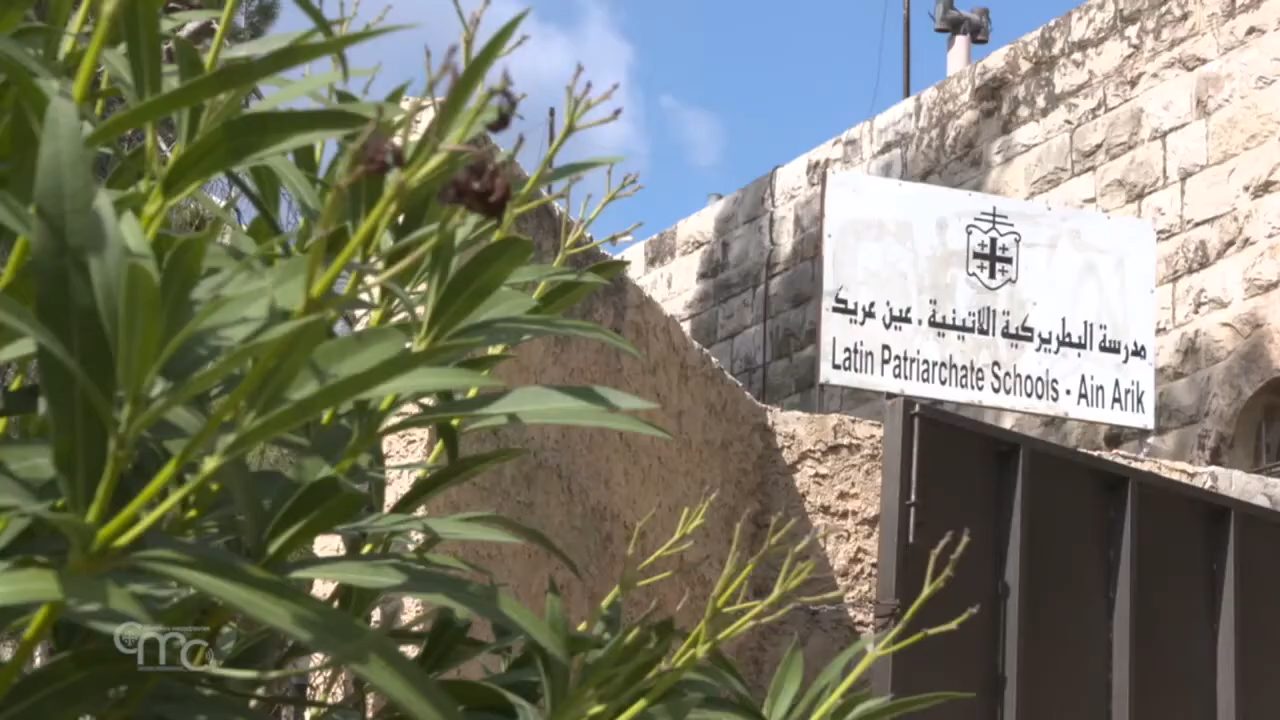 مدرسة البطريركية اللاتينية - عين عريك
Latin Patriarchate Schools - Ain Arik
cmc